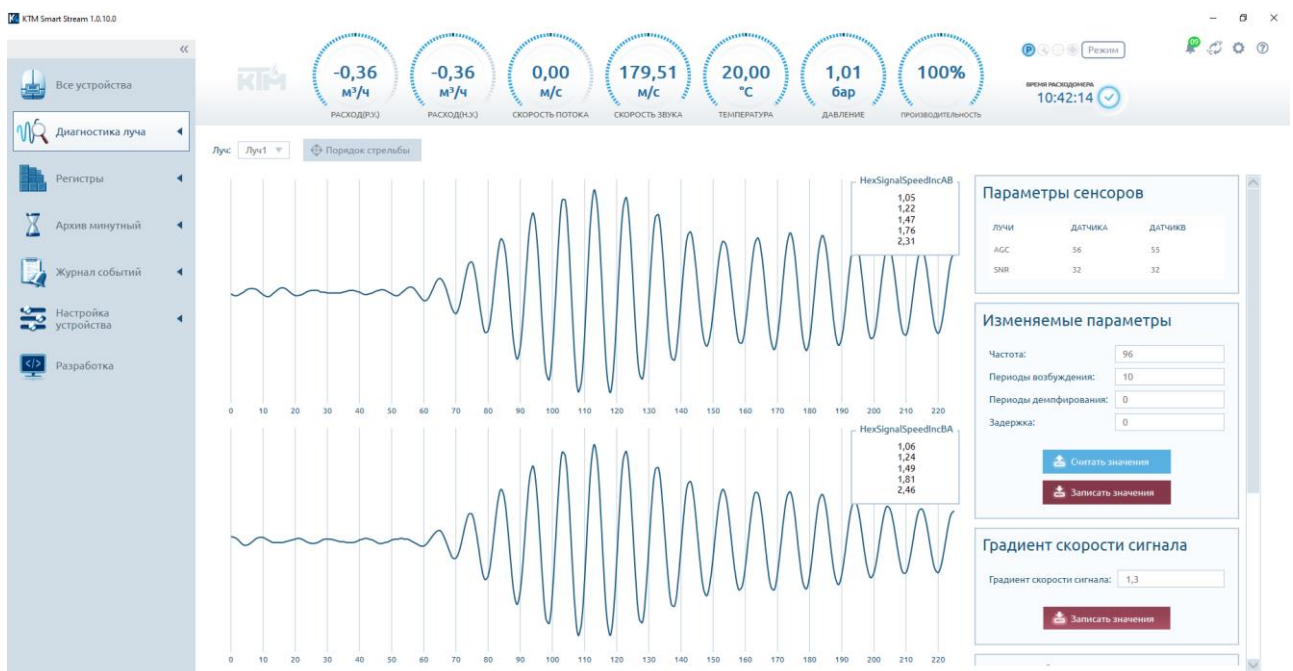 KTM Smart Stream 1.0.10.0
Все устройства
Диагностика луча
Регистры
Архив минутный
Журнал событий
Настройка
устройства
Разработка
КТМ
-0,36
м³/ч
РАСХОД(Р.У.)
-0,36
м³/ч
РАСХОД(Н.У.)
0,00
м/с
СКОРОСТЬ ПОТОКА
179,51
м/с
СКОРОСТЬ ЗВУКА
20,00
°С
ТЕМПЕРАТУРА
1,01
бар
ДАВЛЕНИЕ
100%
ПРОИЗВОДИТЕЛЬНОСТЬ
P
Режим
ВРЕМЯ РАСХОДОМЕРА
10:42:14
09
Луч: Луч1
Порядок стрельбы
HexSignalSpeedIncAB
1,05
1,22
1,47
1,76
2,31
0 10 20 30 40 50 60 70 80 90 100 110 120 130 140 150 160 170 180 190 200 210 220
HexSignalSpeedIncBA
1,06
1,24
1,49
1,81
2,46
0 10 20 30 40 50 60 70 80 90 100 110 120 130 140 150 160 170 180 190 200 210 220
Параметры сенсоров
ЛУЧИ ДАТЧИКА ДАТЧИКВ
AGC 56 55
SNR 32 32
Изменяемые параметры
Частота: 96
Периоды возбуждения: 10
Периоды демпфирования: 0
Задержка: 0
Считать значения
Записать значения
Градиент скорости сигнала
Градиент скорости сигнала: 1,3
Записать значения